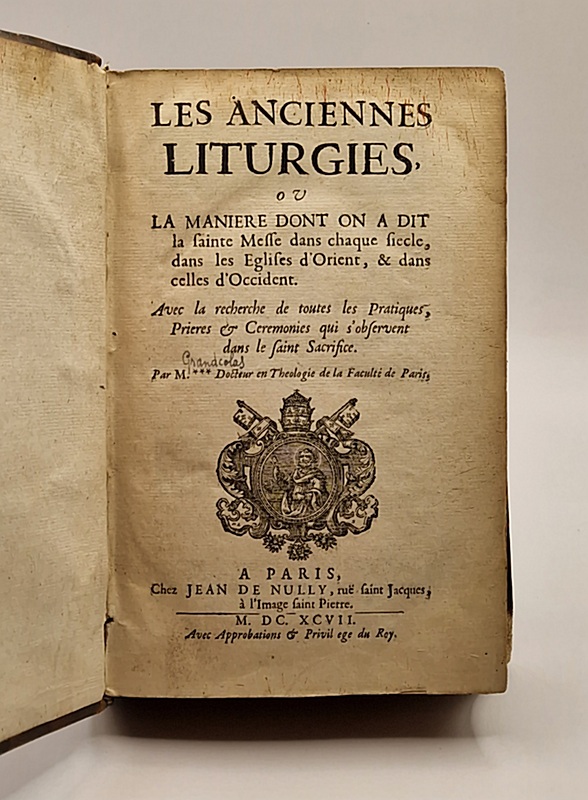 LES ANCIENNES
LITURGIES,
OU
LA MANIERE DONT ON A DIT
la ſainte Meſſe dans chaque ſiecle,
dans les Egliſes d'Orient, & dans
celles d'Occident.
Avec la recherche de toutes les Pratiques,
Prieres & Ceremonies qui s'obſervent
dans le ſaint Sacrifice.
Grandcolas
Par M. *** Docteur en Theologie de la Faculté de Paris,
A PARIS,
Chez JEAN DE NULLY, ruë ſaint Jacques,
à l'Image ſaint Pierre.
M. DC. XCVII.
Avec Approbations & Privil ege du Roy.